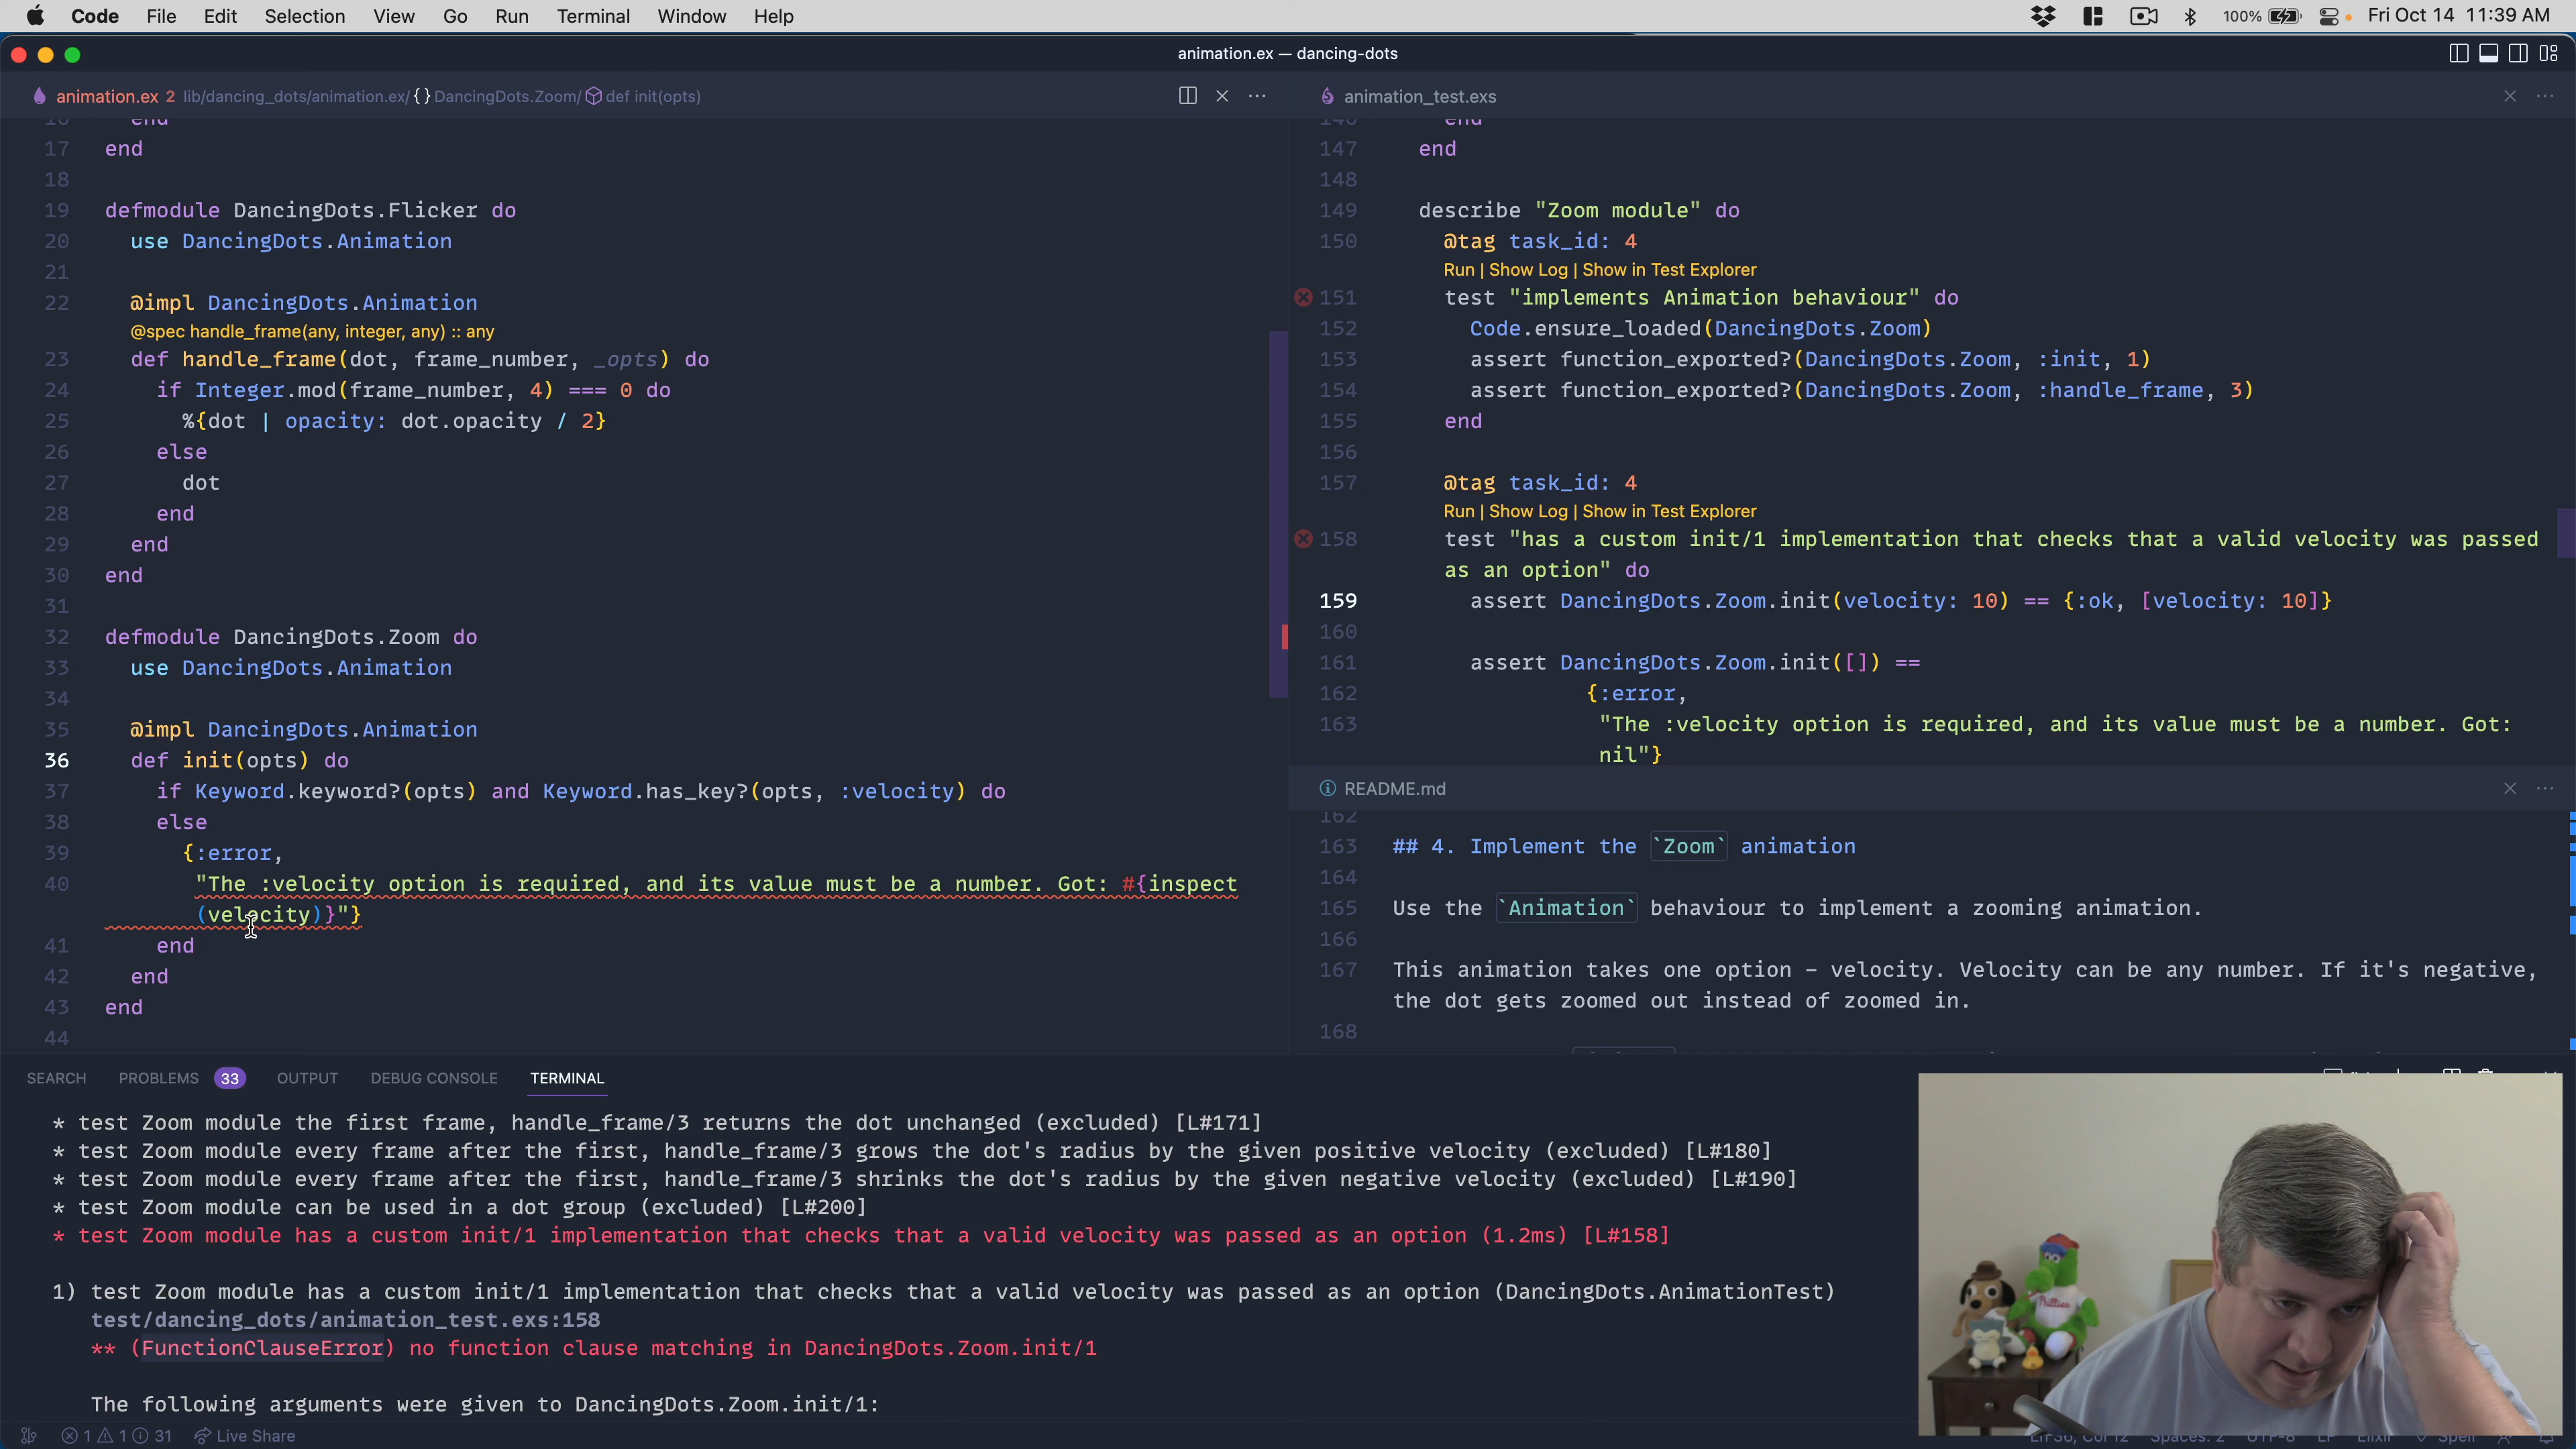 Code File Edit Selection View Go Run Terminal Window Help 100% Fri Oct 14 11:39 AM
animation.ex — dancing-dots
animation.ex 2 lib/dancing_dots/animation.ex/ {} DancingDots.Zoom/ def init(opts)
end
17 end
18
19 defmodule DancingDots.Flicker do
20 use DancingDots.Animation
21
22 @impl DancingDots.Animation
@spec handle_frame(any, integer, any) :: any
23 def handle_frame(dot, frame_number, _opts) do
24 if Integer.mod(frame_number, 4) === 0 do
25 %{dot | opacity: dot.opacity / 2}
26 else
27 dot
28 end
29 end
30 end
31
32 defmodule DancingDots.Zoom do
33 use DancingDots.Animation
34
35 @impl DancingDots.Animation
36 def init(opts) do
37 if Keyword.keyword?(opts) and Keyword.has_key?(opts, :velocity) do
38 else
39 {:error,
40 "The :velocity option is required, and its value must be a number. Got: #{inspect
(velocity)}"}
41 end
42 end
43 end
44
animation_test.exs
146 end
147 end
148
149 describe "Zoom module" do
150 @tag task_id: 4
Run | Show Log | Show in Test Explorer
151 test "implements Animation behaviour" do
152 Code.ensure_loaded(DancingDots.Zoom)
153 assert function_exported?(DancingDots.Zoom, :init, 1)
154 assert function_exported?(DancingDots.Zoom, :handle_frame, 3)
155 end
156
157 @tag task_id: 4
Run | Show Log | Show in Test Explorer
158 test "has a custom init/1 implementation that checks that a valid velocity was passed
as an option" do
159 assert DancingDots.Zoom.init(velocity: 10) == {:ok, [velocity: 10]}
160
161 assert DancingDots.Zoom.init([]) ==
162 {:error,
163 "The :velocity option is required, and its value must be a number. Got:
nil"}
README.md
162
163 ## 4. Implement the `Zoom` animation
164
165 Use the `Animation` behaviour to implement a zooming animation.
166
167 This animation takes one option - velocity. Velocity can be any number. If it's negative,
the dot gets zoomed out instead of zoomed in.
168
SEARCH PROBLEMS 33 OUTPUT DEBUG CONSOLE TERMINAL
* test Zoom module the first frame, handle_frame/3 returns the dot unchanged (excluded) [L#171]
* test Zoom module every frame after the first, handle_frame/3 grows the dot's radius by the given positive velocity (excluded) [L#180]
* test Zoom module every frame after the first, handle_frame/3 shrinks the dot's radius by the given negative velocity (excluded) [L#190]
* test Zoom module can be used in a dot group (excluded) [L#200]
* test Zoom module has a custom init/1 implementation that checks that a valid velocity was passed as an option (1.2ms) [L#158]
1) test Zoom module has a custom init/1 implementation that checks that a valid velocity was passed as an option (DancingDots.AnimationTest)
test/dancing_dots/animation_test.exs:158
** (FunctionClauseError) no function clause matching in DancingDots.Zoom.init/1
The following arguments were given to DancingDots.Zoom.init/1:
1 1 31 Live Share
Phillies